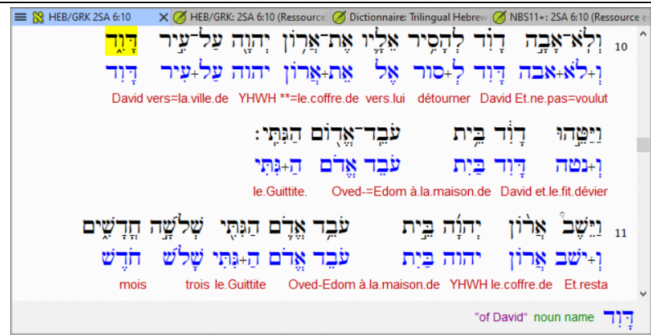 HEB/GRK 2SA 6:10 HEB/GRK: 2SA 6:10 (Ressource Dictionnaire: Trilingual Hebrew NBS11+: 2SA 6:10 (Ressource e
10 וְלֹֽא־אָבָ֣ה דָוִ֗ד לְהָסִ֥יר אֵלָ֛יו אֶת־אֲר֥וֹן יְהוָ֖ה עַל־עִ֣יר דָּוִ֑ד
וְ+לֹא+אבה דָּוִד לְ+סור אֶל אֵת+אֲרוֹן יהוה עַל+עִיר דָּוִד
David vers=la.ville.de YHWH **=le.coffre.de vers.lui détourner David Et.ne.pas=voulut
וַיַּטֵּ֣הוּ דָוִ֔ד בֵּ֥ית עֹבֵֽד־אֱד֖וֹם הַגִּתִּֽי׃
וְ+נטה דָּוִד בַּיִת עֹבֵד אֱדֹם הַ+גִּתִּי
le.Guittite. Oved-=Edom à.la.maison.de David et.le.fit.dévier
11 וַיֵּשֶׁב֩ אֲר֨וֹן יְהוָ֜ה בֵּ֣ית עֹבֵ֥ד אֱדֹ֛ם הַגִּתִּ֖י שְׁלֹשָׁ֣ה חֳדָשִׁ֑ים
וְ+ישב אֲרוֹן יהוה בַּיִת עֹבֵד אֱדֹם הַ+גִּתִּי שָׁלֹשׁ חֹדֶשׁ
mois trois le.Guittite Oved-Edom à.la.maison.de YHWH le.coffre.de Et.resta
דָּוִד noun name "of David"